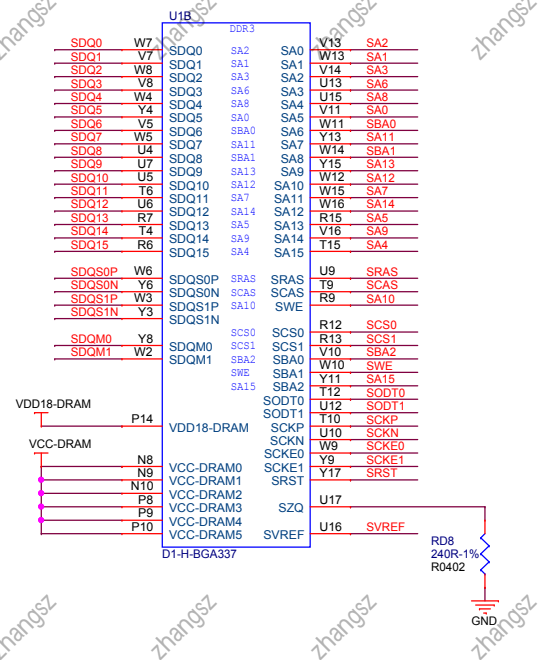 zhangsz zhangsz zhangsz
U1B
DDR3
SDQ0 W7 SDQ0 SA2 SA0 V13 SA2
SDQ1 V7 SDQ1 SA1 SA1 W13 SA1
SDQ2 W8 SDQ2 SA3 SA2 V14 SA3
SDQ3 V8 SDQ3 SA6 SA3 U13 SA6
SDQ4 W4 SDQ4 SA8 SA4 U15 SA8
SDQ5 Y4 SDQ5 SA0 SA5 V11 SA0
SDQ6 V5 SDQ6 SBA0 SA6 W11 SBA0
SDQ7 W5 SDQ7 SA11 SA7 Y13 SA11
SDQ8 U4 SDQ8 SBA1 SA8 W14 SBA1
SDQ9 U7 SDQ9 SA13 SA9 Y15 SA13
SDQ10 U5 SDQ10 SA12 SA10 W12 SA12
SDQ11 T6 SDQ11 SA7 SA11 W15 SA7
SDQ12 U6 SDQ12 SA14 SA12 W16 SA14
SDQ13 R7 SDQ13 SA5 SA13 R15 SA5
SDQ14 T4 SDQ14 SA9 SA14 V16 SA9
SDQ15 R6 SDQ15 SA4 SA15 T15 SA4
SDQS0P W6 SDQS0P SRAS SRAS U9 SRAS
SDQS0N Y6 SDQS0N SCAS SCAS T9 SCAS
SDQS1P W3 SDQS1P SA10 SWE R9 SA10
SDQS1N Y3 SDQS1N
SCS0 SCS0 R12 SCS0
SDQM0 Y8 SDQM0 SCS1 SCS1 R13 SCS1
SDQM1 W2 SDQM1 SBA2 SBA0 V10 SBA2
SWE SBA1 W10 SWE
SA15 SBA2 Y11 SA15
SODT0 T12 SODT0
VDD18-DRAM SODT1 U12 SODT1
P14 VDD18-DRAM SCKP T10 SCKP
SCKN U10 SCKN
VCC-DRAM SCKE0 W9 SCKE0
N8 VCC-DRAM0 SCKE1 Y9 SCKE1
N9 VCC-DRAM1 SRST Y17 SRST
N10 VCC-DRAM2
P8 VCC-DRAM3 SZQ U17
P9 VCC-DRAM4
P10 VCC-DRAM5 SVREF U16 SVREF
D1-H-BGA337
RD8
240R-1%
R0402
GND
zhangsz zhangsz zhangsz